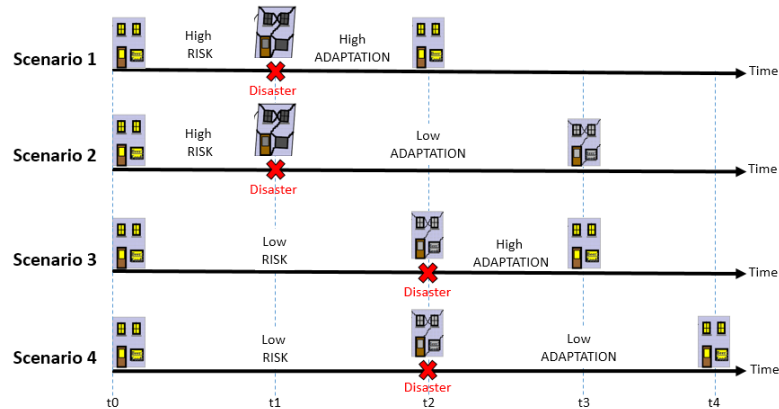 High
RISK
High
ADAPTATION
Scenario 1
Time
Disaster
High
RISK
Low
ADAPTATION
Scenario 2
Time
Disaster
Low
RISK
High
ADAPTATION
Scenario 3
Time
Disaster
Low
RISK
Low
ADAPTATION
Scenario 4
Time
Disaster
t0 t1 t2 t3 t4